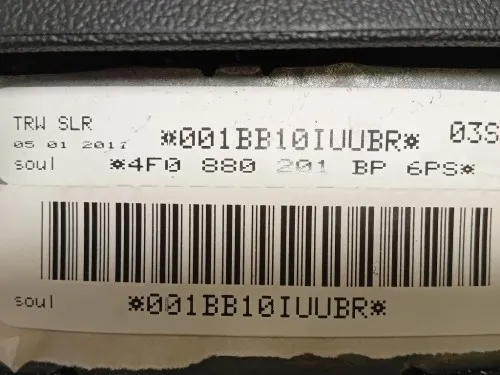 TRW SLR *001BB10IUUBR* 03S
05 01 2017
soul *4F0 880 201 BP 6PS*
soul *001BB10IUUBR*